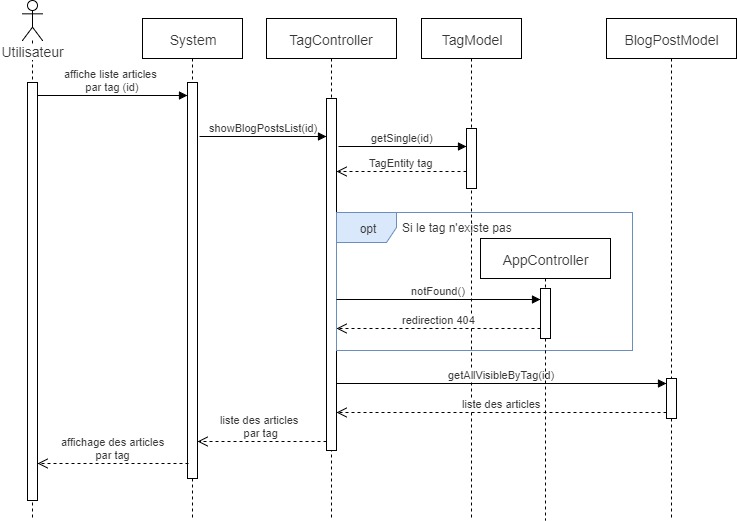 Utilisateur
System
TagController
TagModel
BlogPostModel
affiche liste articles
par tag (id)
showBlogPostsList(id)
getSingle(id)
TagEntity tag
opt
Si le tag n'existe pas
AppController
notFound()
redirection 404
getAllVisibleByTag(id)
liste des articles
liste des articles
par tag
affichage des articles
par tag